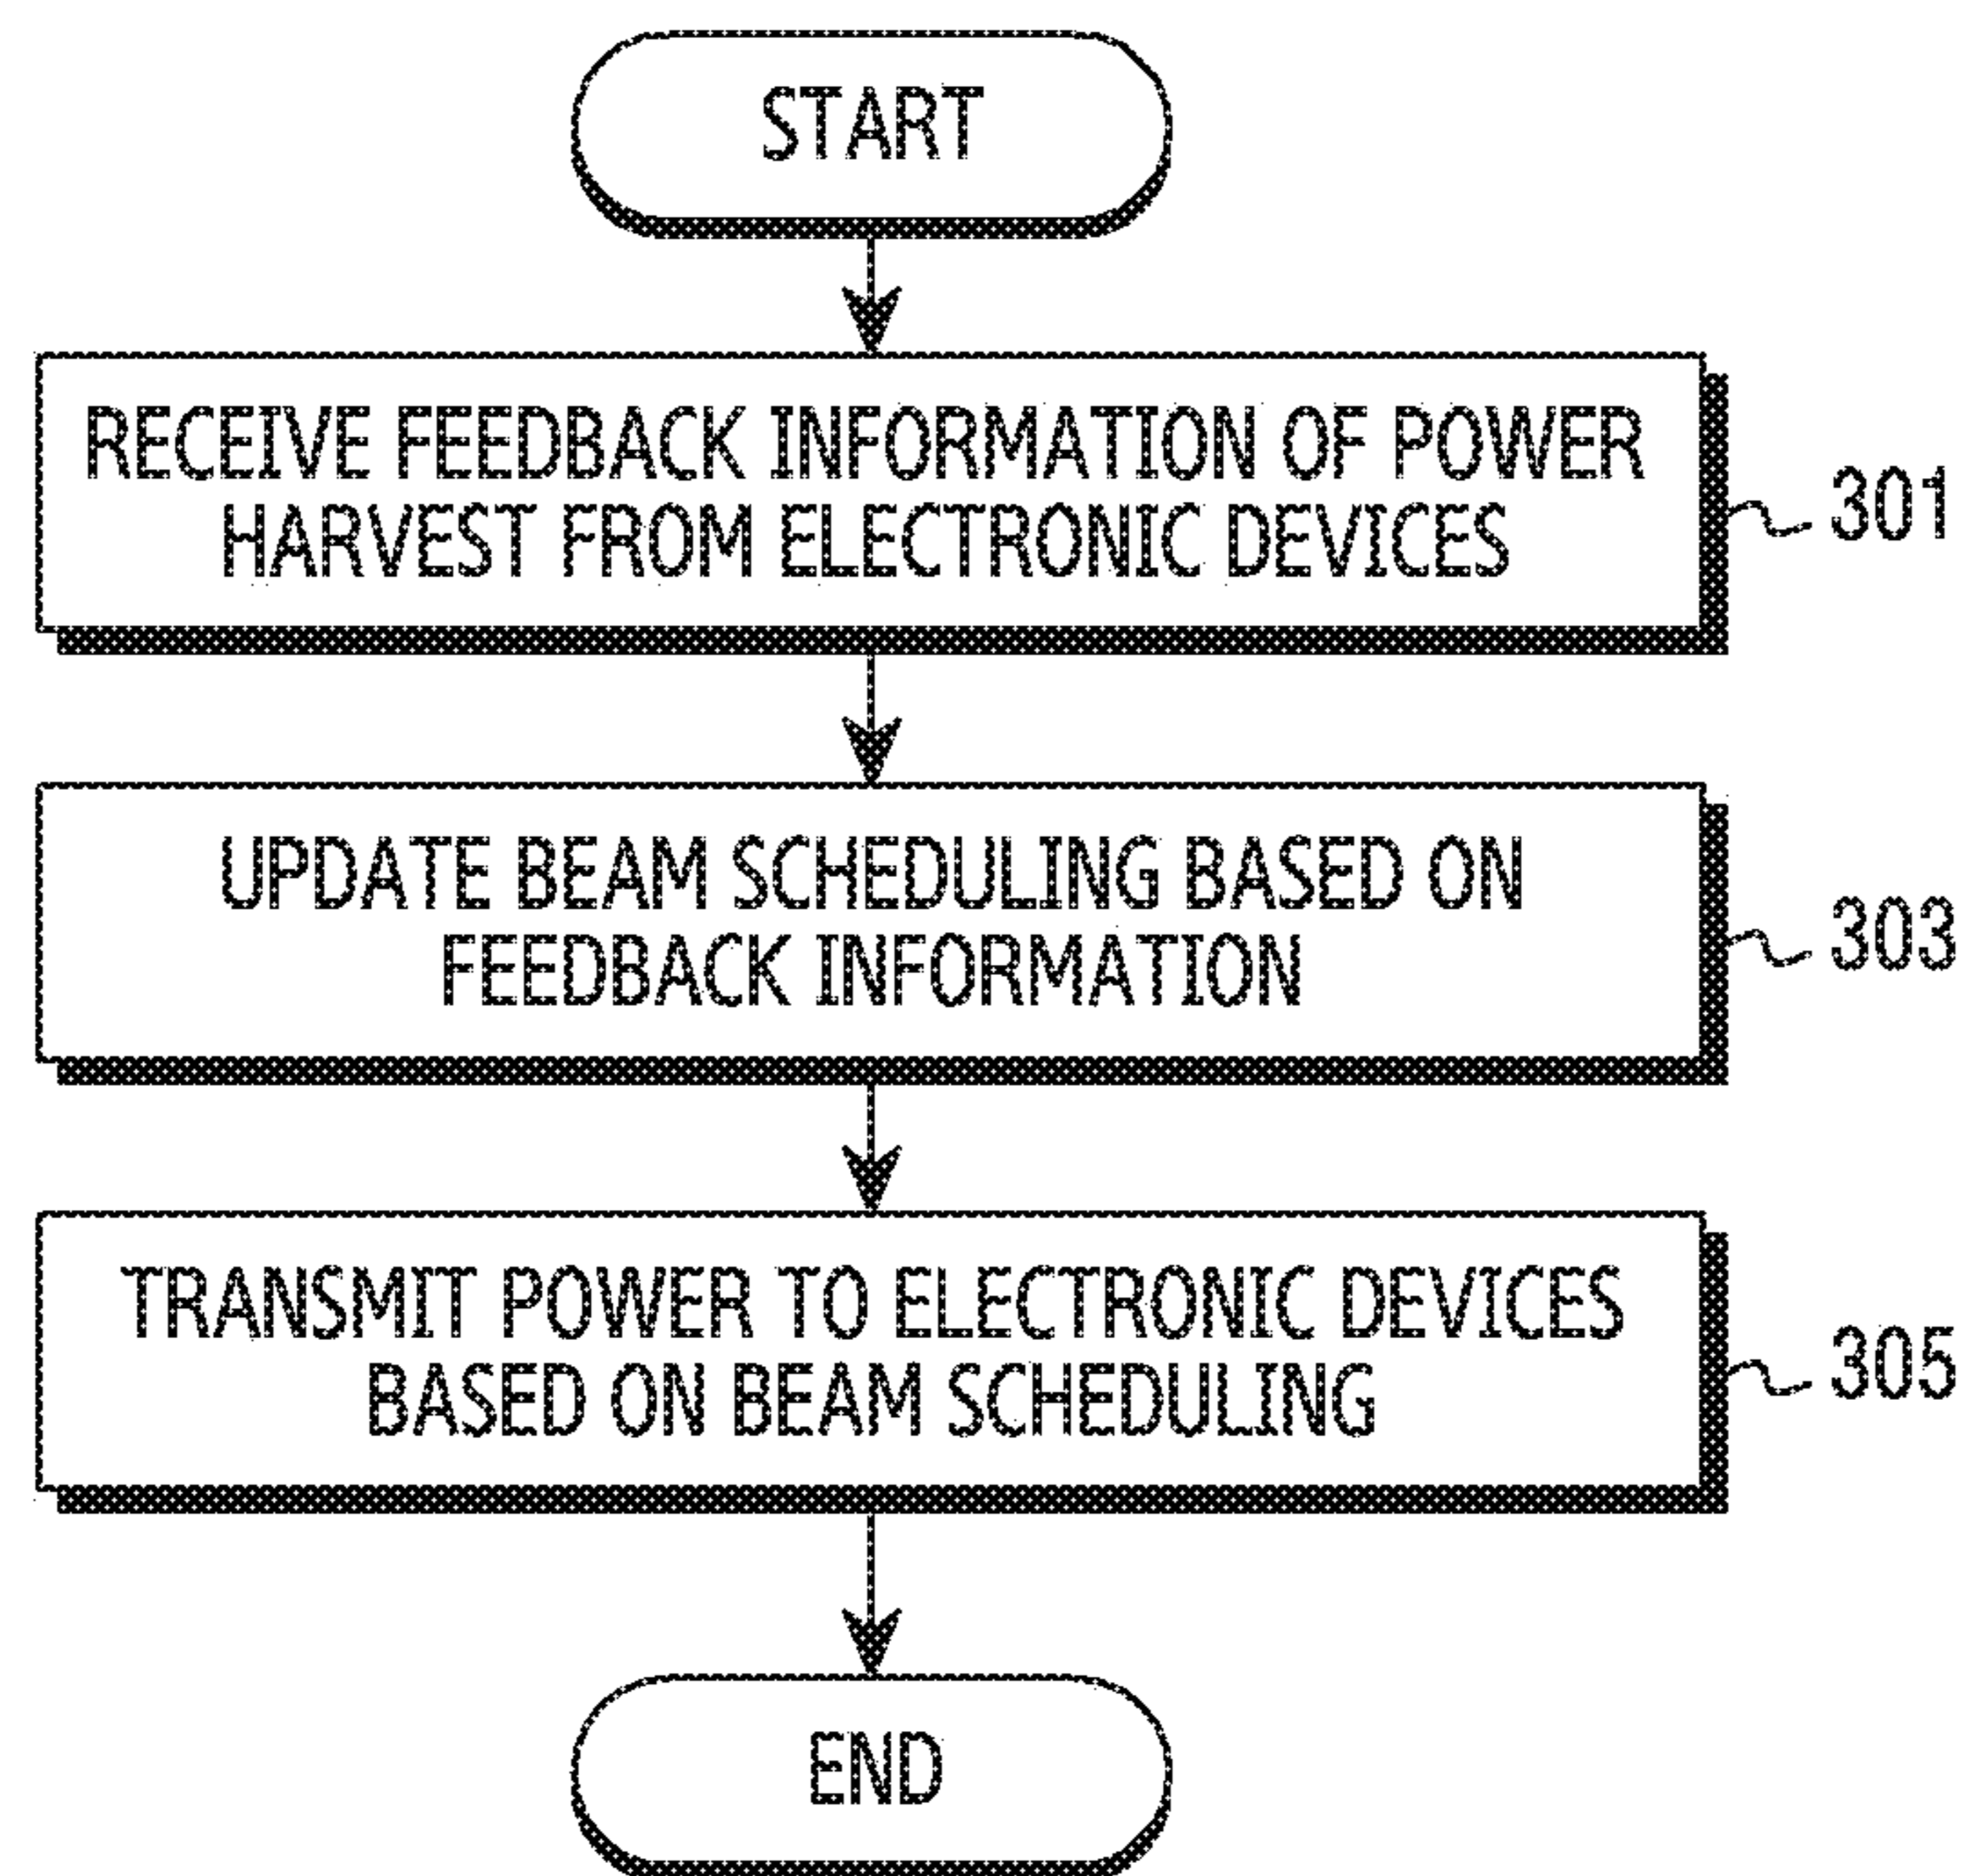 START
RECEIVE FEEDBACK INFORMATION OF POWER
HARVEST FROM ELECTRONIC DEVICES
301
UPDATE BEAM SCHEDULING BASED ON
FEEDBACK INFORMATION
303
TRANSMIT POWER TO ELECTRONIC DEVICES
BASED ON BEAM SCHEDULING
305
END